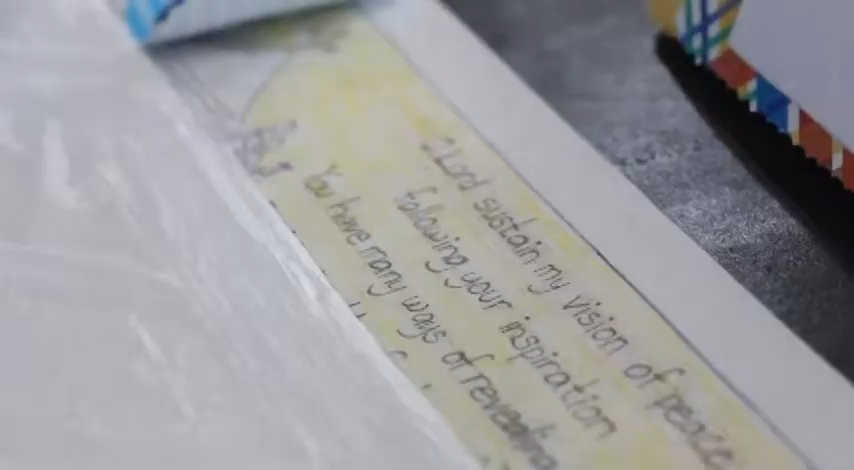 Lord sustain my vision of peace
following your inspiration
You have many ways of revealing